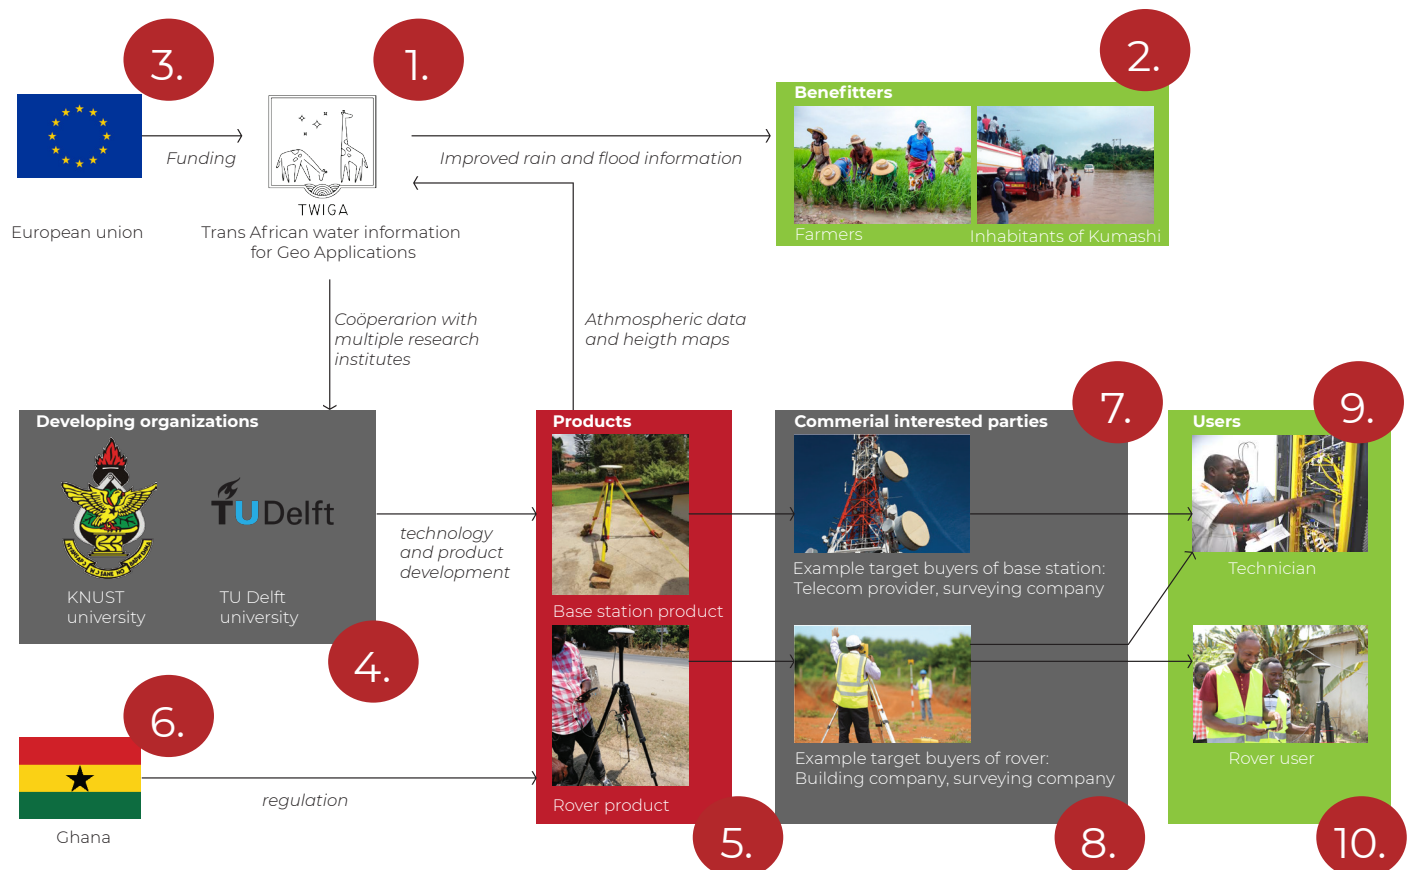 3.
1.
2.
Benefitters
Funding
Improved rain and flood information
TWIGA
European union
Trans African water information
for Geo Applications
Farmers
Inhabitants of Kumashi
Coöperarion with
multiple research
institutes
Athmospheric data
and heigth maps
7.
9.
Developing organizations
Products
Commerial interested parties
Users
TUDelft
technology
and product
development
KNUST
university
TU Delft
university
Base station product
Example target buyers of base station:
Telecom provider, surveying company
Technician
4.
6.
regulation
Ghana
Rover product
Example target buyers of rover:
Building company, surveying company
Rover user
5.
8.
10.